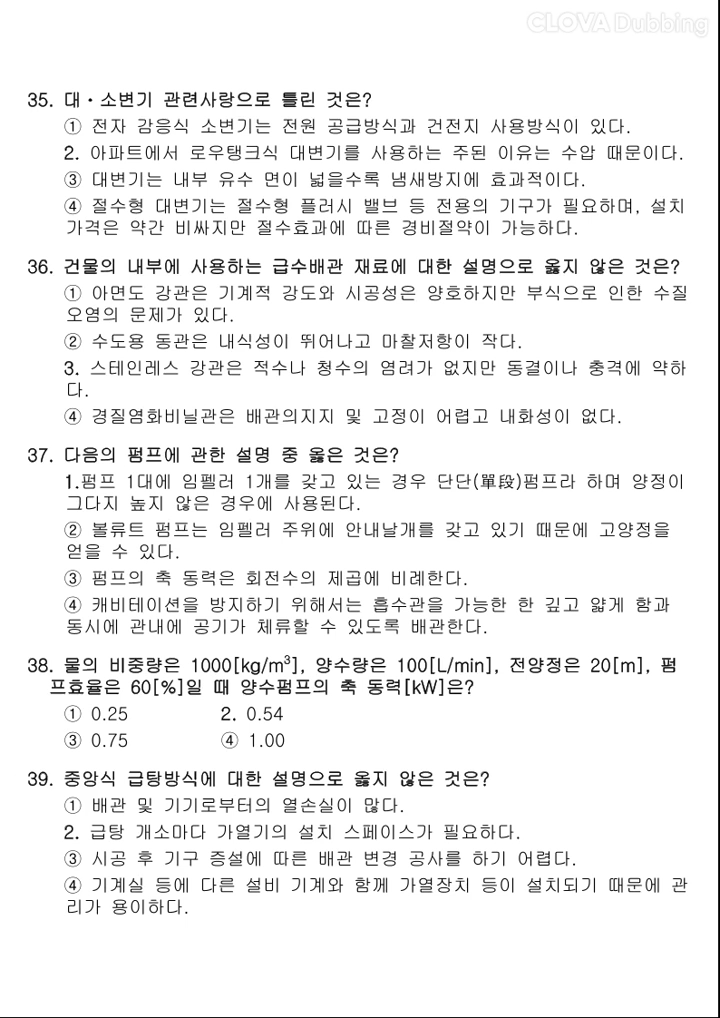 CLOVA Dubbing
35. 대·소변기 관련사랑으로 틀린 것은?
① 전자 감응식 소변기는 전원 공급방식과 건전지 사용방식이 있다.
2. 아파트에서 로우탱크식 대변기를 사용하는 주된 이유는 수압 때문이다.
③ 대변기는 내부 유수 면이 넓을수록 냄새방지에 효과적이다.
④ 절수형 대변기는 절수형 플러시 밸브 등 전용의 기구가 필요하며, 설치
가격은 약간 비싸지만 절수효과에 따른 경비절약이 가능하다.
36. 건물의 내부에 사용하는 급수배관 재료에 대한 설명으로 옳지 않은 것은?
① 아면도 강관은 기계적 강도와 시공성은 양호하지만 부식으로 인한 수질
오염의 문제가 있다.
② 수도용 동관은 내식성이 뛰어나고 마찰저항이 작다.
3. 스테인레스 강관은 적수나 청수의 염려가 없지만 동결이나 충격에 약하
다.
④ 경질염화비닐관은 배관의지지 및 고정이 어렵고 내화성이 없다.
37. 다음의 펌프에 관한 설명 중 옳은 것은?
1.펌프 1대에 임펠러 1개를 갖고 있는 경우 단단(單段)펌프라 하며 양정이
그다지 높지 않은 경우에 사용된다.
② 볼류트 펌프는 임펠러 주위에 안내날개를 갖고 있기 때문에 고양정을
얻을 수 있다.
③ 펌프의 축 동력은 회전수의 제곱에 비례한다.
④ 캐비테이션을 방지하기 위해서는 흡수관을 가능한 한 깊고 얇게 함과
동시에 관내에 공기가 체류할 수 있도록 배관한다.
38. 물의 비중량은 1000[kg/m³], 양수량은 100[L/min], 전양정은 20[m], 펌
프효율은 60[%]일 때 양수펌프의 축 동력[kW]은?
① 0.25 2. 0.54
③ 0.75 ④ 1.00
39. 중앙식 급탕방식에 대한 설명으로 옳지 않은 것은?
① 배관 및 기기로부터의 열손실이 많다.
2. 급탕 개소마다 가열기의 설치 스페이스가 필요하다.
③ 시공 후 기구 증설에 따른 배관 변경 공사를 하기 어렵다.
④ 기계실 등에 다른 설비 기계와 함께 가열장치 등이 설치되기 때문에 관
리가 용이하다.